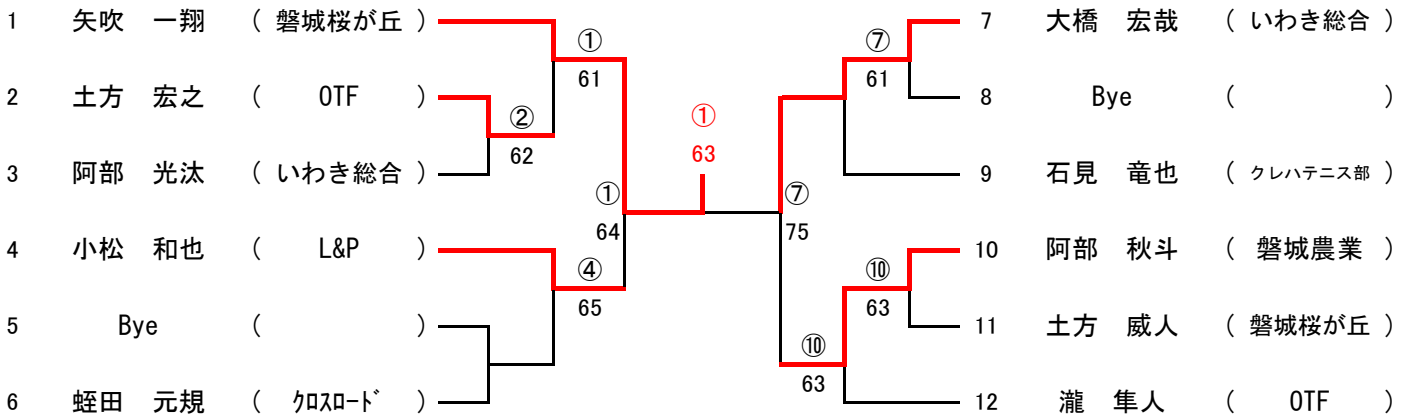 1 矢吹 一翔 ( 磐城桜が丘 )
2 土方 宏之 ( OTF )
3 阿部 光汰 ( いわき総合 )
4 小松 和也 ( L&P )
5 Bye ( )
6 蛭田 元規 ( ｸﾛｽﾛｰﾄﾞ )
①
61
②
62
①
64
④
65
①
63
⑦
61
⑦
75
⑩
63
⑩
63
7 大橋 宏哉 ( いわき総合 )
8 Bye ( )
9 石見 竜也 ( クレハテニス部 )
10 阿部 秋斗 ( 磐城農業 )
11 土方 威人 ( 磐城桜が丘 )
12 瀧 隼人 ( OTF )